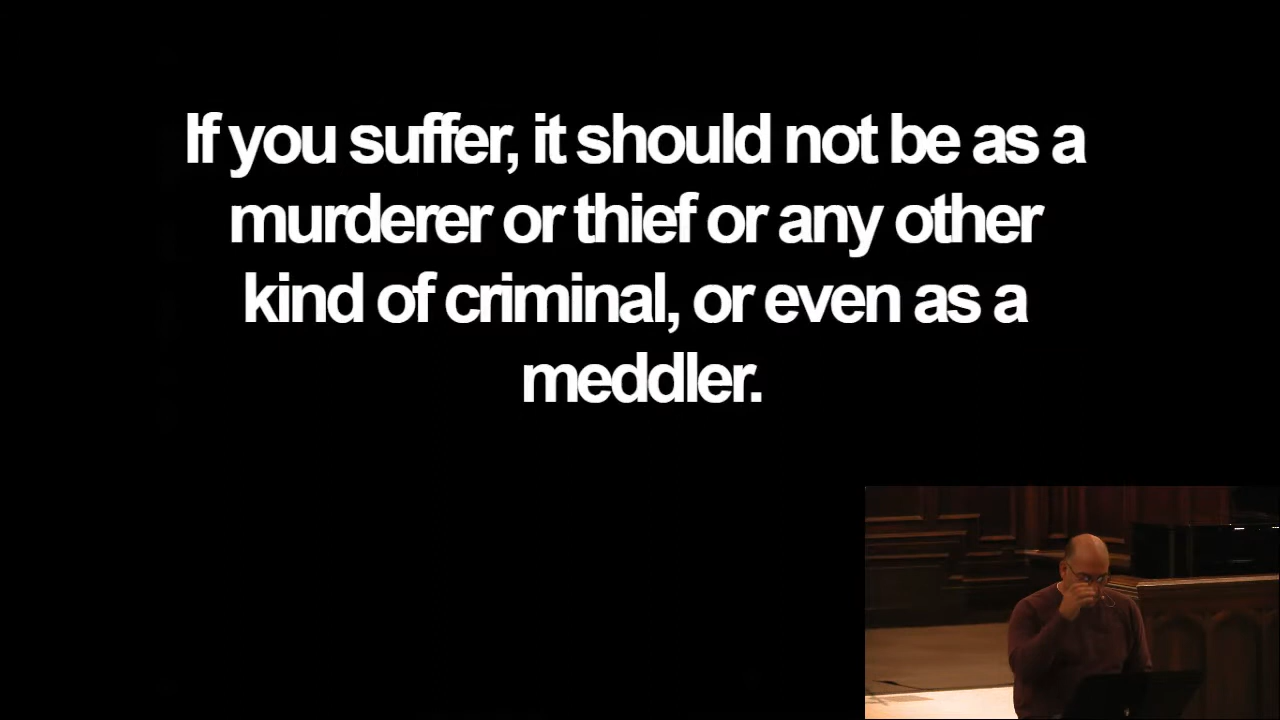 If you suffer, it should not be as a
murderer or thief or any other
kind of criminal, or even as a
meddler.